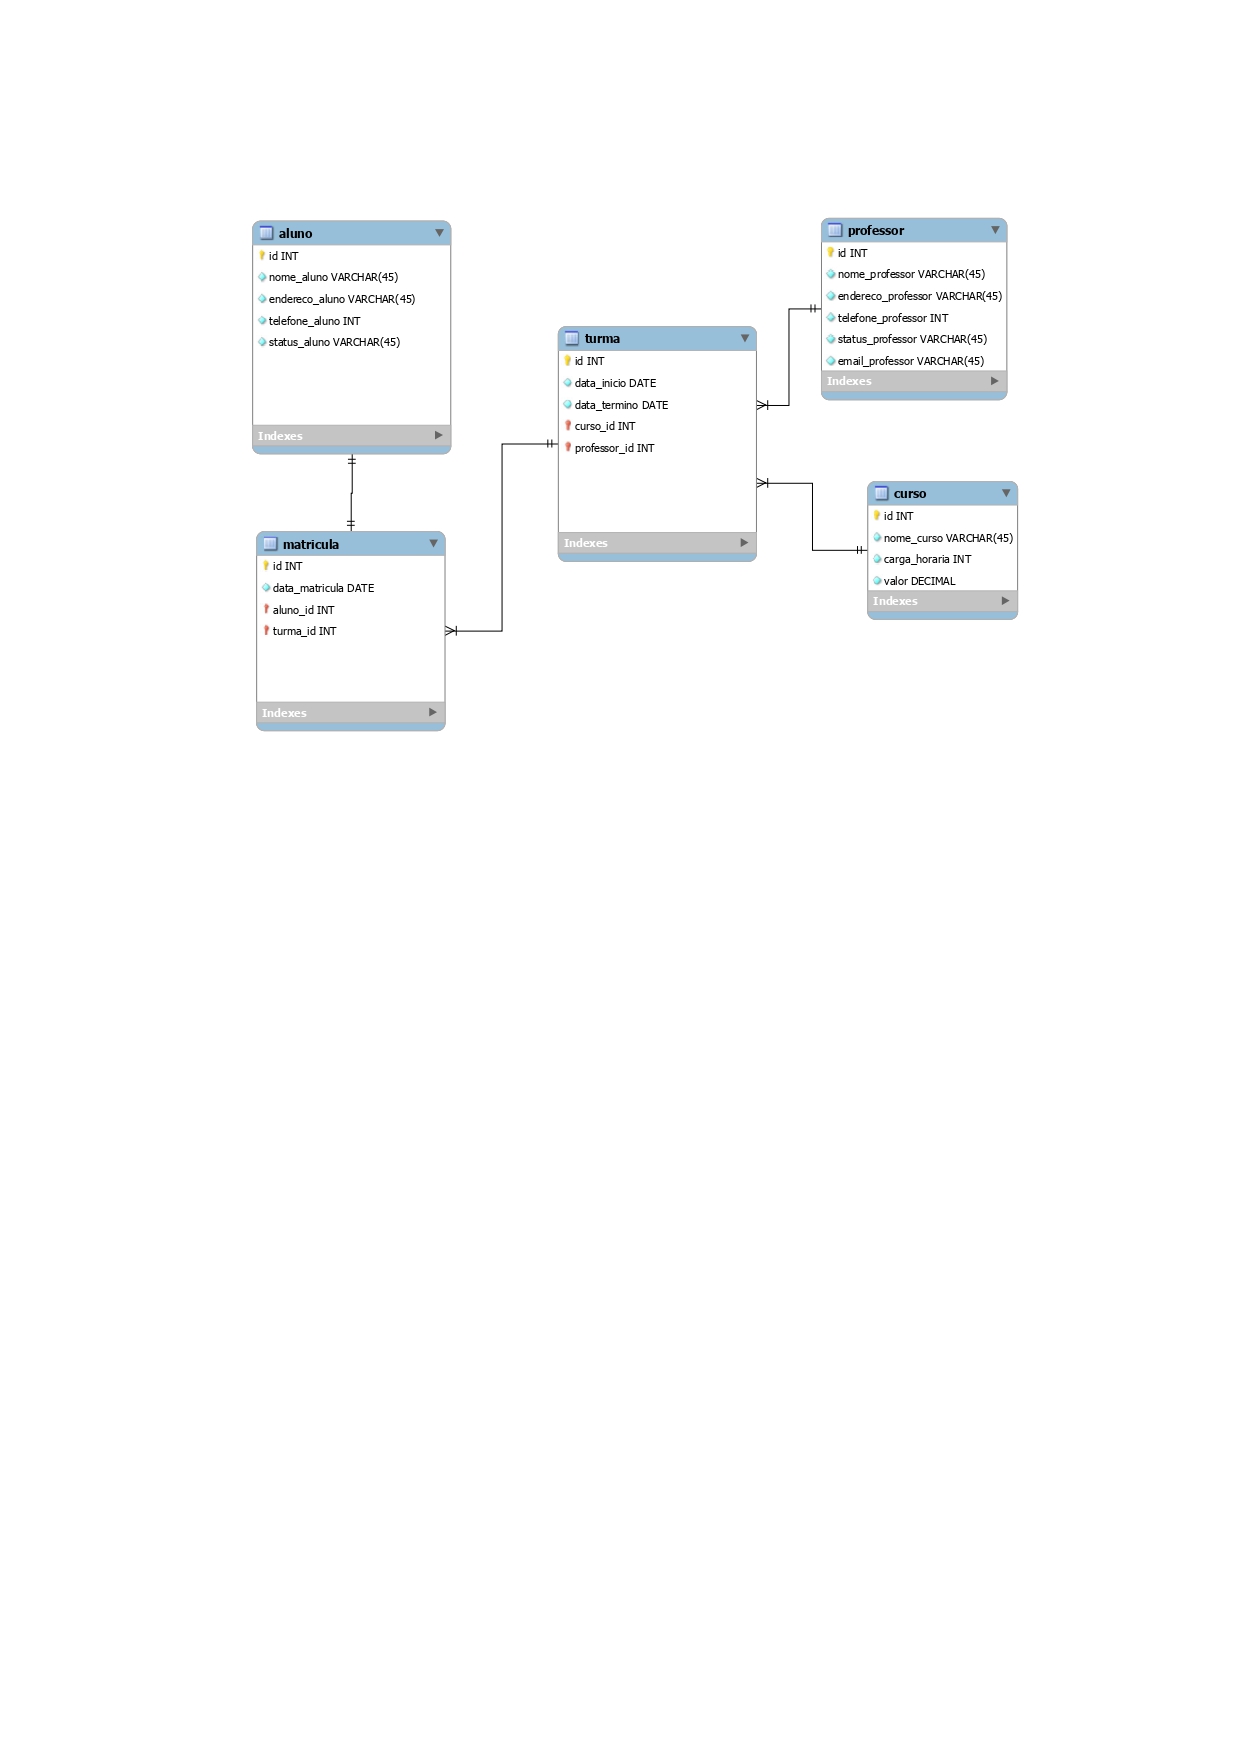 aluno
id INT
nome_aluno VARCHAR(45)
endereco_aluno VARCHAR(45)
telefone_aluno INT
status_aluno VARCHAR(45)
Indexes
matricula
id INT
data_matricula DATE
aluno_id INT
turma_id INT
Indexes
turma
id INT
data_inicio DATE
data_termino DATE
curso_id INT
professor_id INT
Indexes
professor
id INT
nome_professor VARCHAR(45)
endereco_professor VARCHAR(45)
telefone_professor INT
status_professor VARCHAR(45)
email_professor VARCHAR(45)
Indexes
curso
id INT
nome_curso VARCHAR(45)
carga_horaria INT
valor DECIMAL
Indexes